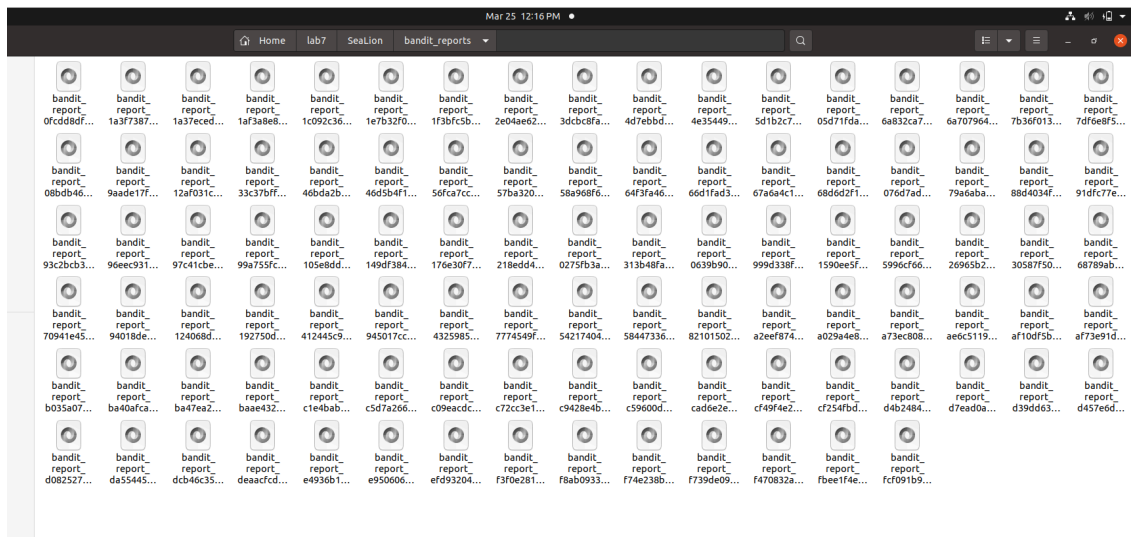 Mar 25 12:16 PM
Home lab7 SeaLion bandit_reports
bandit_ bandit_ bandit_ bandit_ bandit_ bandit_ bandit_ bandit_ bandit_ bandit_ bandit_ bandit_ bandit_ bandit_ bandit_ bandit_ bandit_
report_ report_ report_ report_ report_ report_ report_ report_ report_ report_ report_ report_ report_ report_ report_ report_ report_
0fcdd8df... 1a3f7387... 1a37eced... 1af3a8e8... 1c092c36... 1e7b32f0... 1f3bfc5b... 2e04ae62... 3dcbc8fa... 4d7ebbd... 4e35449... 5d1b2c7... 05d71fda... 6a832ca7... 6a707964... 7b36f013... 7df6e8f5...
bandit_ bandit_ bandit_ bandit_ bandit_ bandit_ bandit_ bandit_ bandit_ bandit_ bandit_ bandit_ bandit_ bandit_ bandit_ bandit_ bandit_
report_ report_ report_ report_ report_ report_ report_ report_ report_ report_ report_ report_ report_ report_ report_ report_ report_
08bdb46... 9aade17f... 12af031c... 33c37bff... 46bda2b... 46d5b4f1... 56fca7cc... 57ba320... 58a968f6... 64f3fa46... 66d1fad3... 67a6a4c1... 68d6d2f1... 076d7ad... 79a6aba... 88d4034f... 91dfc77e...
bandit_ bandit_ bandit_ bandit_ bandit_ bandit_ bandit_ bandit_ bandit_ bandit_ bandit_ bandit_ bandit_ bandit_ bandit_ bandit_ bandit_
report_ report_ report_ report_ report_ report_ report_ report_ report_ report_ report_ report_ report_ report_ report_ report_ report_
93c2bcb3... 96eec931... 97c41cbe... 99a755fc... 105e8dd... 149df384... 176e30f7... 218edd4... 0275fb3a... 313b48fa... 0639b90... 999d338f... 1590ee5f... 5996cf66... 26965b2... 30587f50... 68789ab...
bandit_ bandit_ bandit_ bandit_ bandit_ bandit_ bandit_ bandit_ bandit_ bandit_ bandit_ bandit_ bandit_ bandit_ bandit_ bandit_ bandit_
report_ report_ report_ report_ report_ report_ report_ report_ report_ report_ report_ report_ report_ report_ report_ report_ report_
70941e45... 94018de... 124068d... 192750d... 412445c9... 945017cc... 4325985... 7774549f... 54217404... 58447336... 82101502... a2eef874... a029a4e8... a73ec808... ae6c5119... af10df5b... af73e91d...
bandit_ bandit_ bandit_ bandit_ bandit_ bandit_ bandit_ bandit_ bandit_ bandit_ bandit_ bandit_ bandit_ bandit_ bandit_ bandit_ bandit_
report_ report_ report_ report_ report_ report_ report_ report_ report_ report_ report_ report_ report_ report_ report_ report_ report_
b035a07... ba40afca... ba47ea2... baae432... c1e4bab... c5d7a266... c09eacdc... c72cc3e1... c9428e4b... c59600d... cad6e2e... cf49f4e2... cf254fbd... d4b2484... d7ead0a... d39dd63... d457e6d...
bandit_ bandit_ bandit_ bandit_ bandit_ bandit_ bandit_ bandit_ bandit_ bandit_ bandit_ bandit_ bandit_ bandit_
report_ report_ report_ report_ report_ report_ report_ report_ report_ report_ report_ report_ report_ report_
d082527... da55445... dcb46c35... deaacfcd... e4936b1... e950606... efd93204... f3f0e281... f8ab0933... f74e238b... f739de09... f470832a... fbee1f4e... fcf091b9...